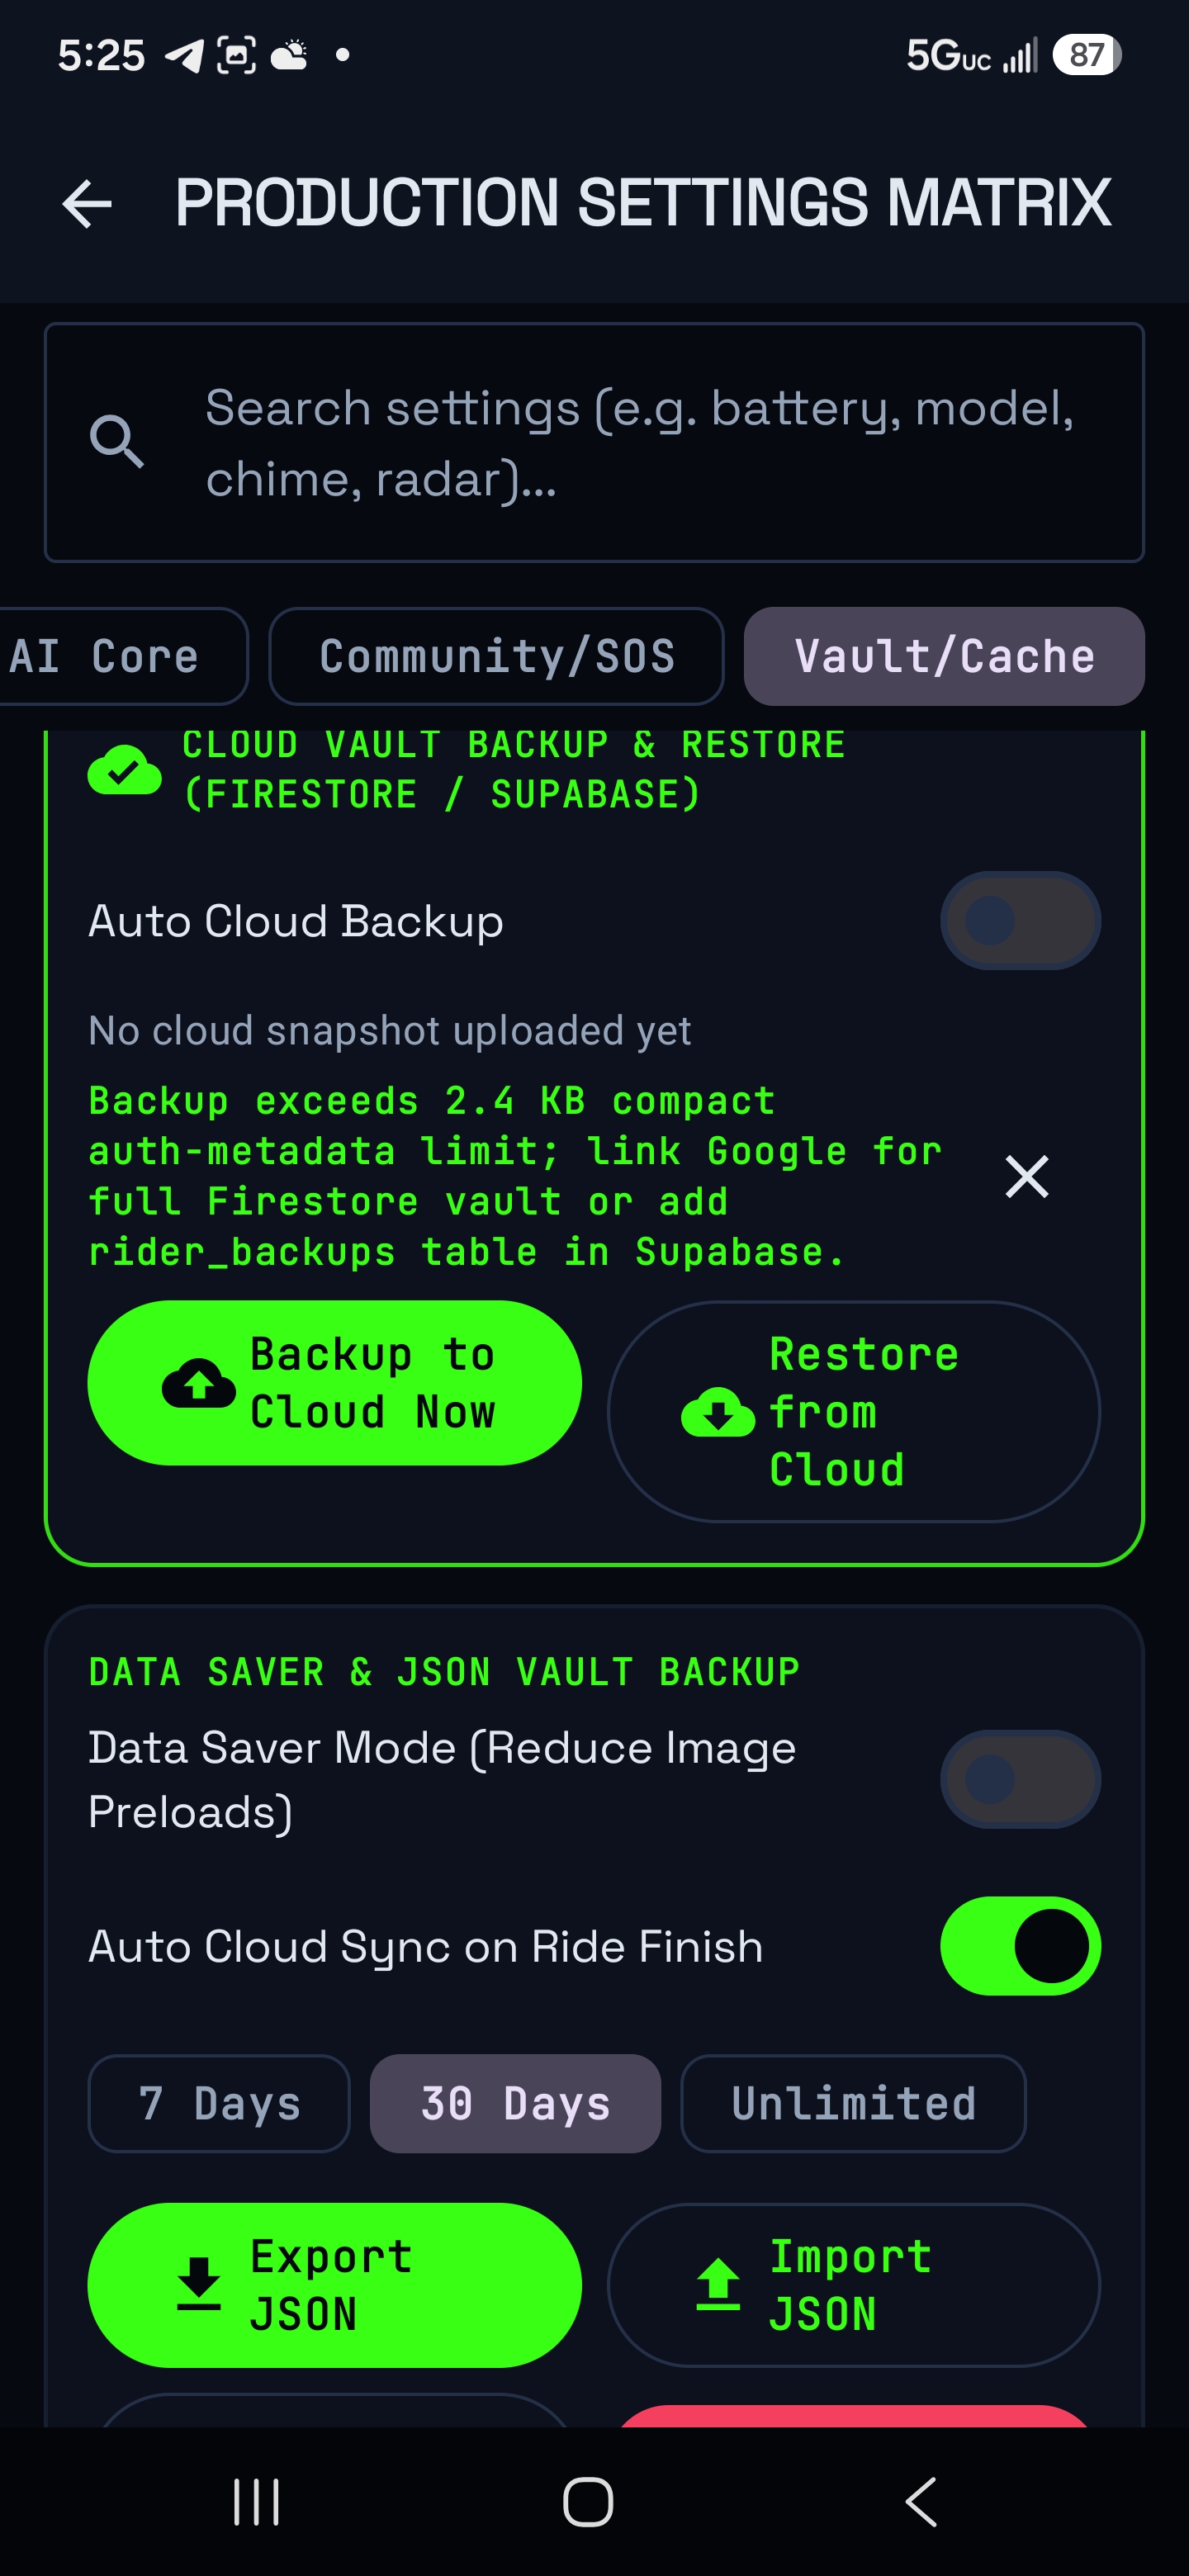 5:25
5G UC
87
PRODUCTION SETTINGS MATRIX
Search settings (e.g. battery, model,
chime, radar)...
AI Core
Community/SOS
Vault/Cache
CLOUD VAULT BACKUP & RESTORE
(FIRESTORE / SUPABASE)
Auto Cloud Backup
No cloud snapshot uploaded yet
Backup exceeds 2.4 KB compact
auth-metadata limit; link Google for
full Firestore vault or add
rider_backups table in Supabase.
Backup to
Cloud Now
Restore
from
Cloud
DATA SAVER & JSON VAULT BACKUP
Data Saver Mode (Reduce Image
Preloads)
Auto Cloud Sync on Ride Finish
7 Days
30 Days
Unlimited
Export
JSON
Import
JSON